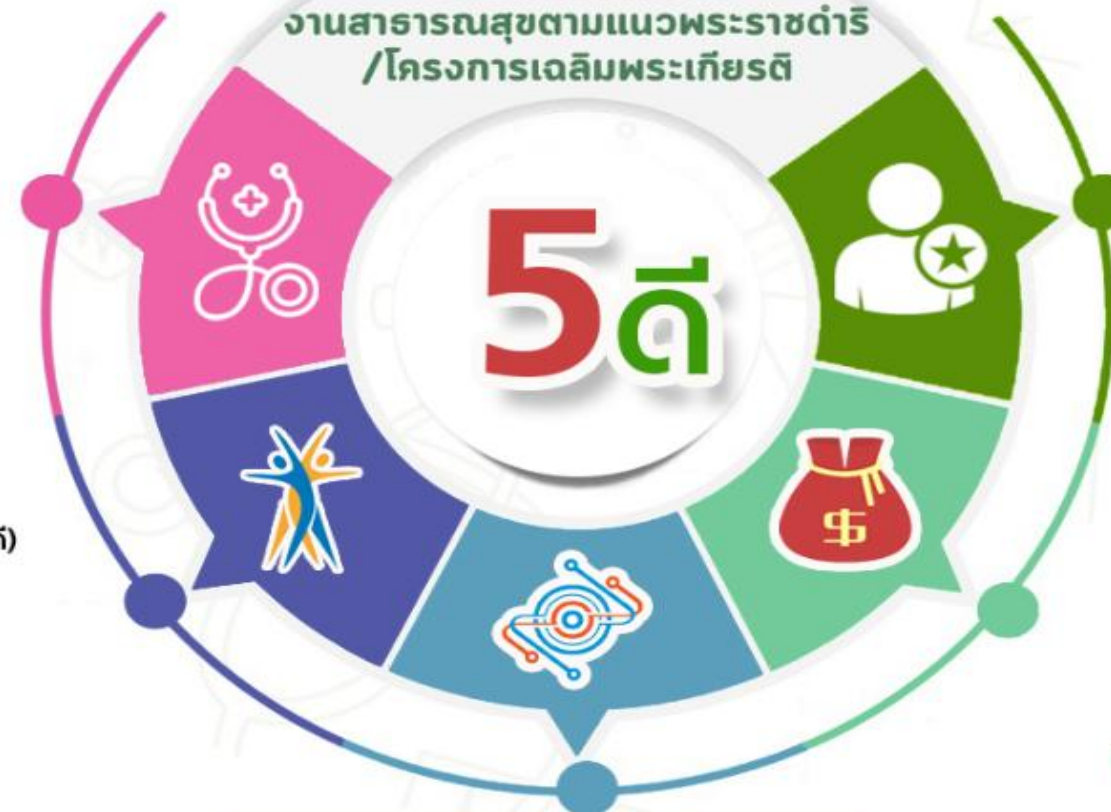 งานสาธารณสุขตามแนวพระราชดำริ
/โครงการเฉลิมพระเกียรติ
5ดี